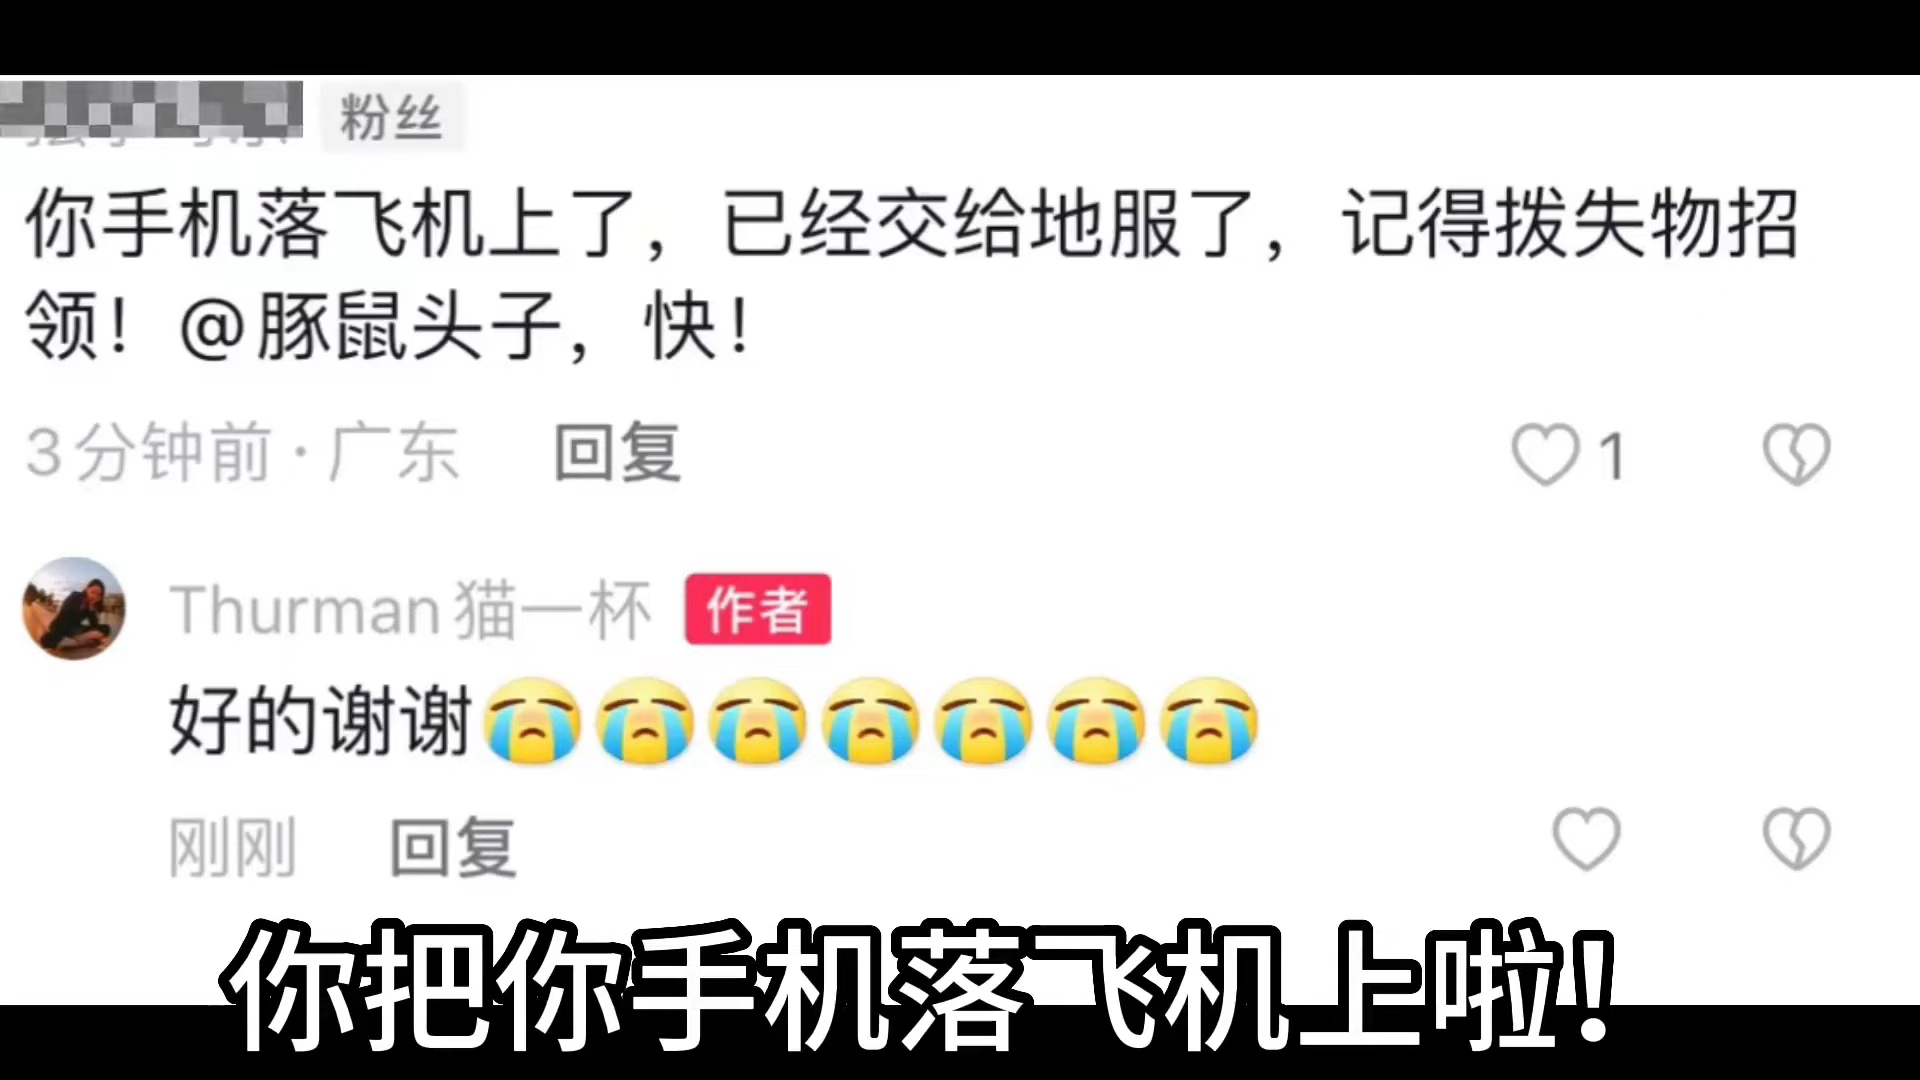 粉丝
你手机落飞机上了，已经交给地服了，记得拨失物招
领！@豚鼠头子，快！
3分钟前·广东 回复 1
Thurman猫一杯 作者
好的谢谢😭😭😭😭😭😭😭
刚刚 回复
你把你手机落飞机上啦！